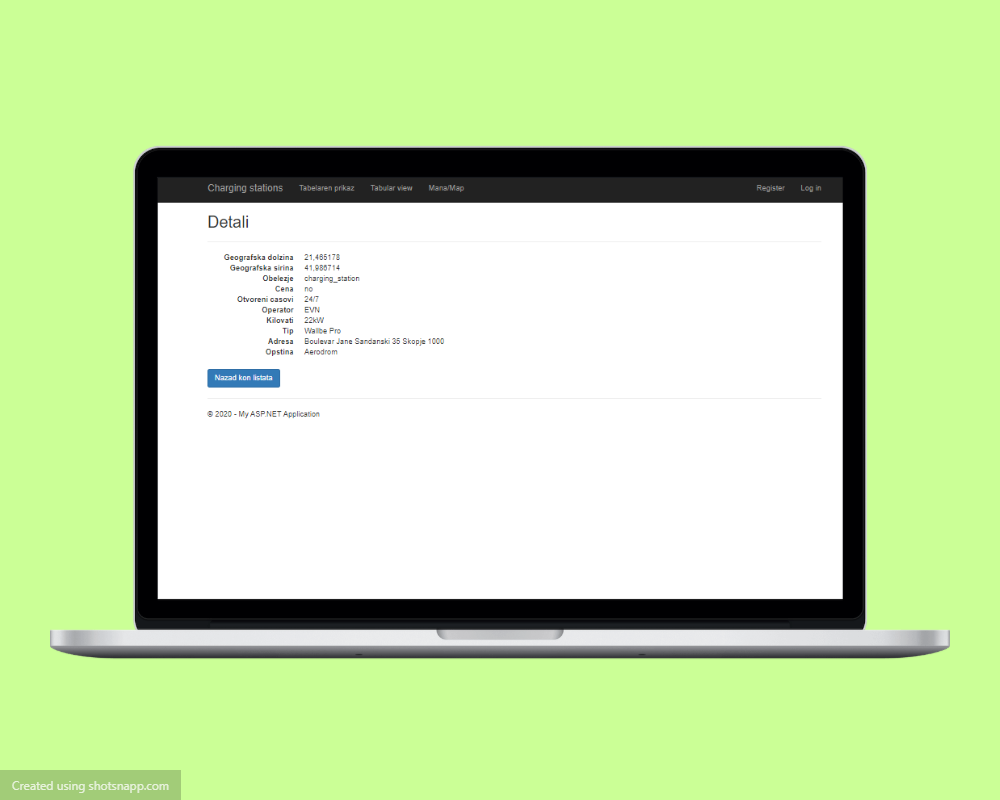 Charging stations Tabelaren prikaz Tabular view Mana/Map Register Log in
Detali
Geografska dolzina 21,465178
Geografska sirina 41,986714
Obelezje charging_station
Cena no
Otvoreni casovi 24/7
Operator EVN
Kilovati 22kW
Tip Wallbe Pro
Adresa Boulevar Jane Sandanski 35 Skopje 1000
Opstina Aerodrom
Nazad kon listata
© 2020 - My ASP.NET Application
Created using shotsnapp.com